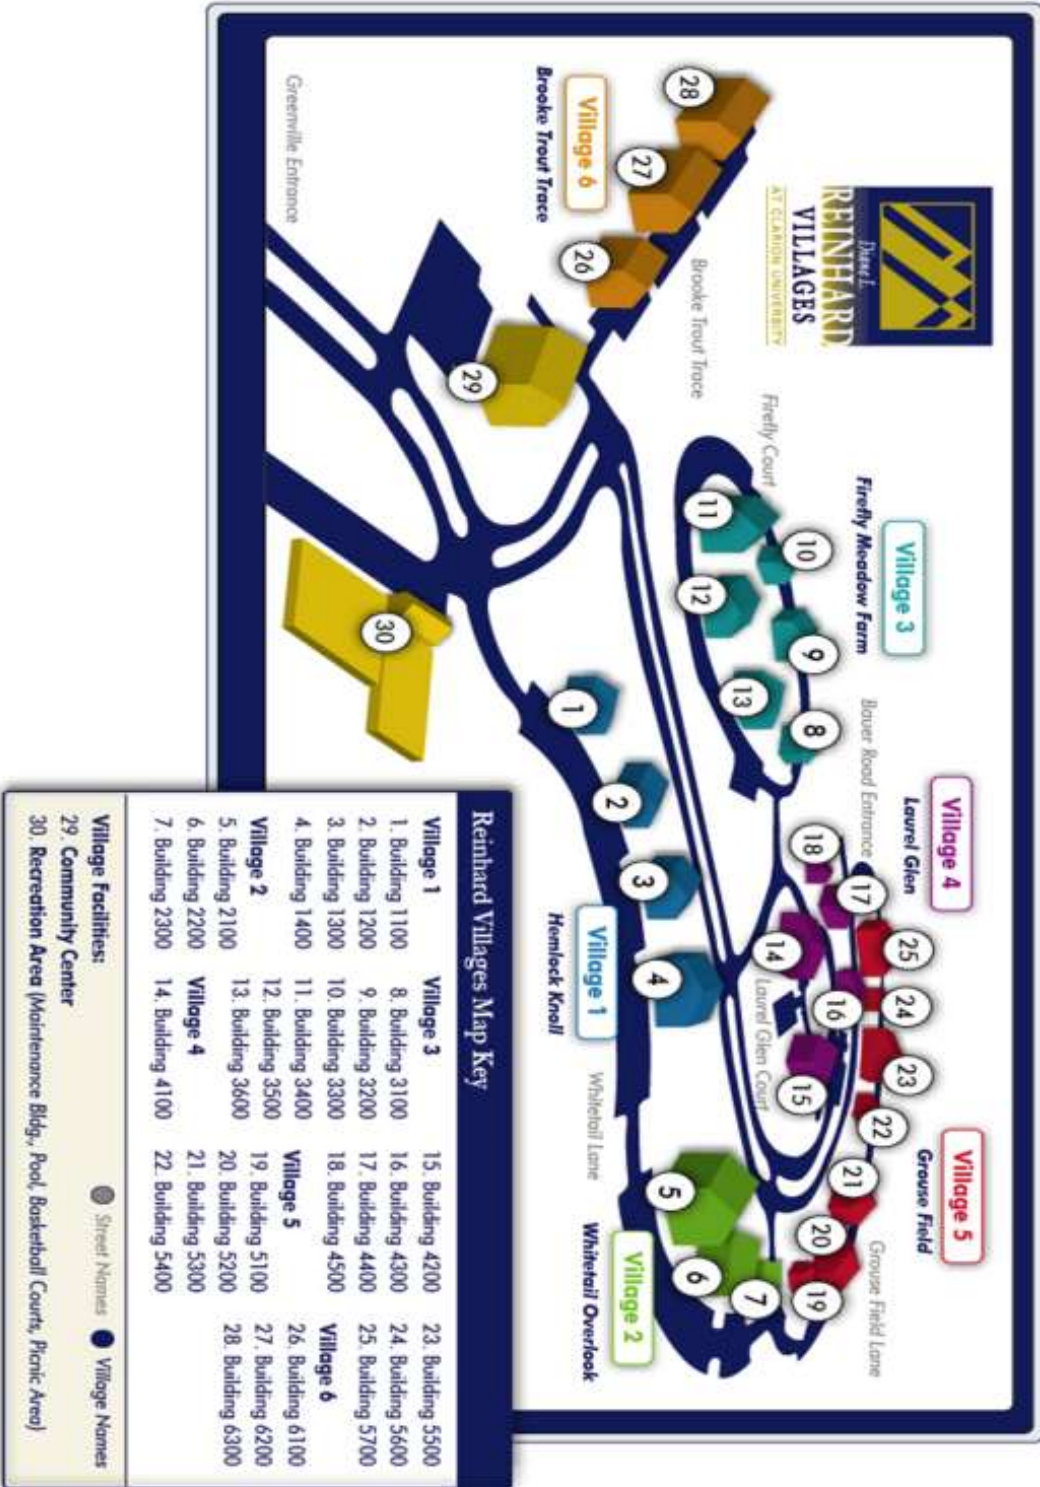 Diane L.
REINHARD
VILLAGES
AT CLARION UNIVERSITY
Village 3
Firefly Meadow Farm
Firefly Court
Village 4
Laurel Glen
Bauer Road Entrance
Village 5
Grouse Field
Grouse Field Lane
Village 6
Brooke Trout Trace
Brooke Trout Trace
Greenville Entrance
Laurel Glen Court
Village 1
Hemlock Knoll
Whitetail Lane
Village 2
Whitetail Overlook
28
27
26
29
30
11
10
12
9
13
8
18
17
25
14
16
24
15
23
22
21
20
19
1
2
3
4
5
6
7
Reinhard Villages Map Key
Village 1
1. Building 1100
2. Building 1200
3. Building 1300
4. Building 1400
Village 2
5. Building 2100
6. Building 2200
7. Building 2300
Village 3
8. Building 3100
9. Building 3200
10. Building 3300
11. Building 3400
12. Building 3500
13. Building 3600
Village 4
14. Building 4100
15. Building 4200
16. Building 4300
17. Building 4400
18. Building 4500
Village 5
19. Building 5100
20. Building 5200
21. Building 5300
22. Building 5400
23. Building 5500
24. Building 5600
25. Building 5700
Village 6
26. Building 6100
27. Building 6200
28. Building 6300
Village Facilities:
Street Names Village Names
29. Community Center
30. Recreation Area (Maintenance Bldg., Pool, Basketball Courts, Picnic Area)